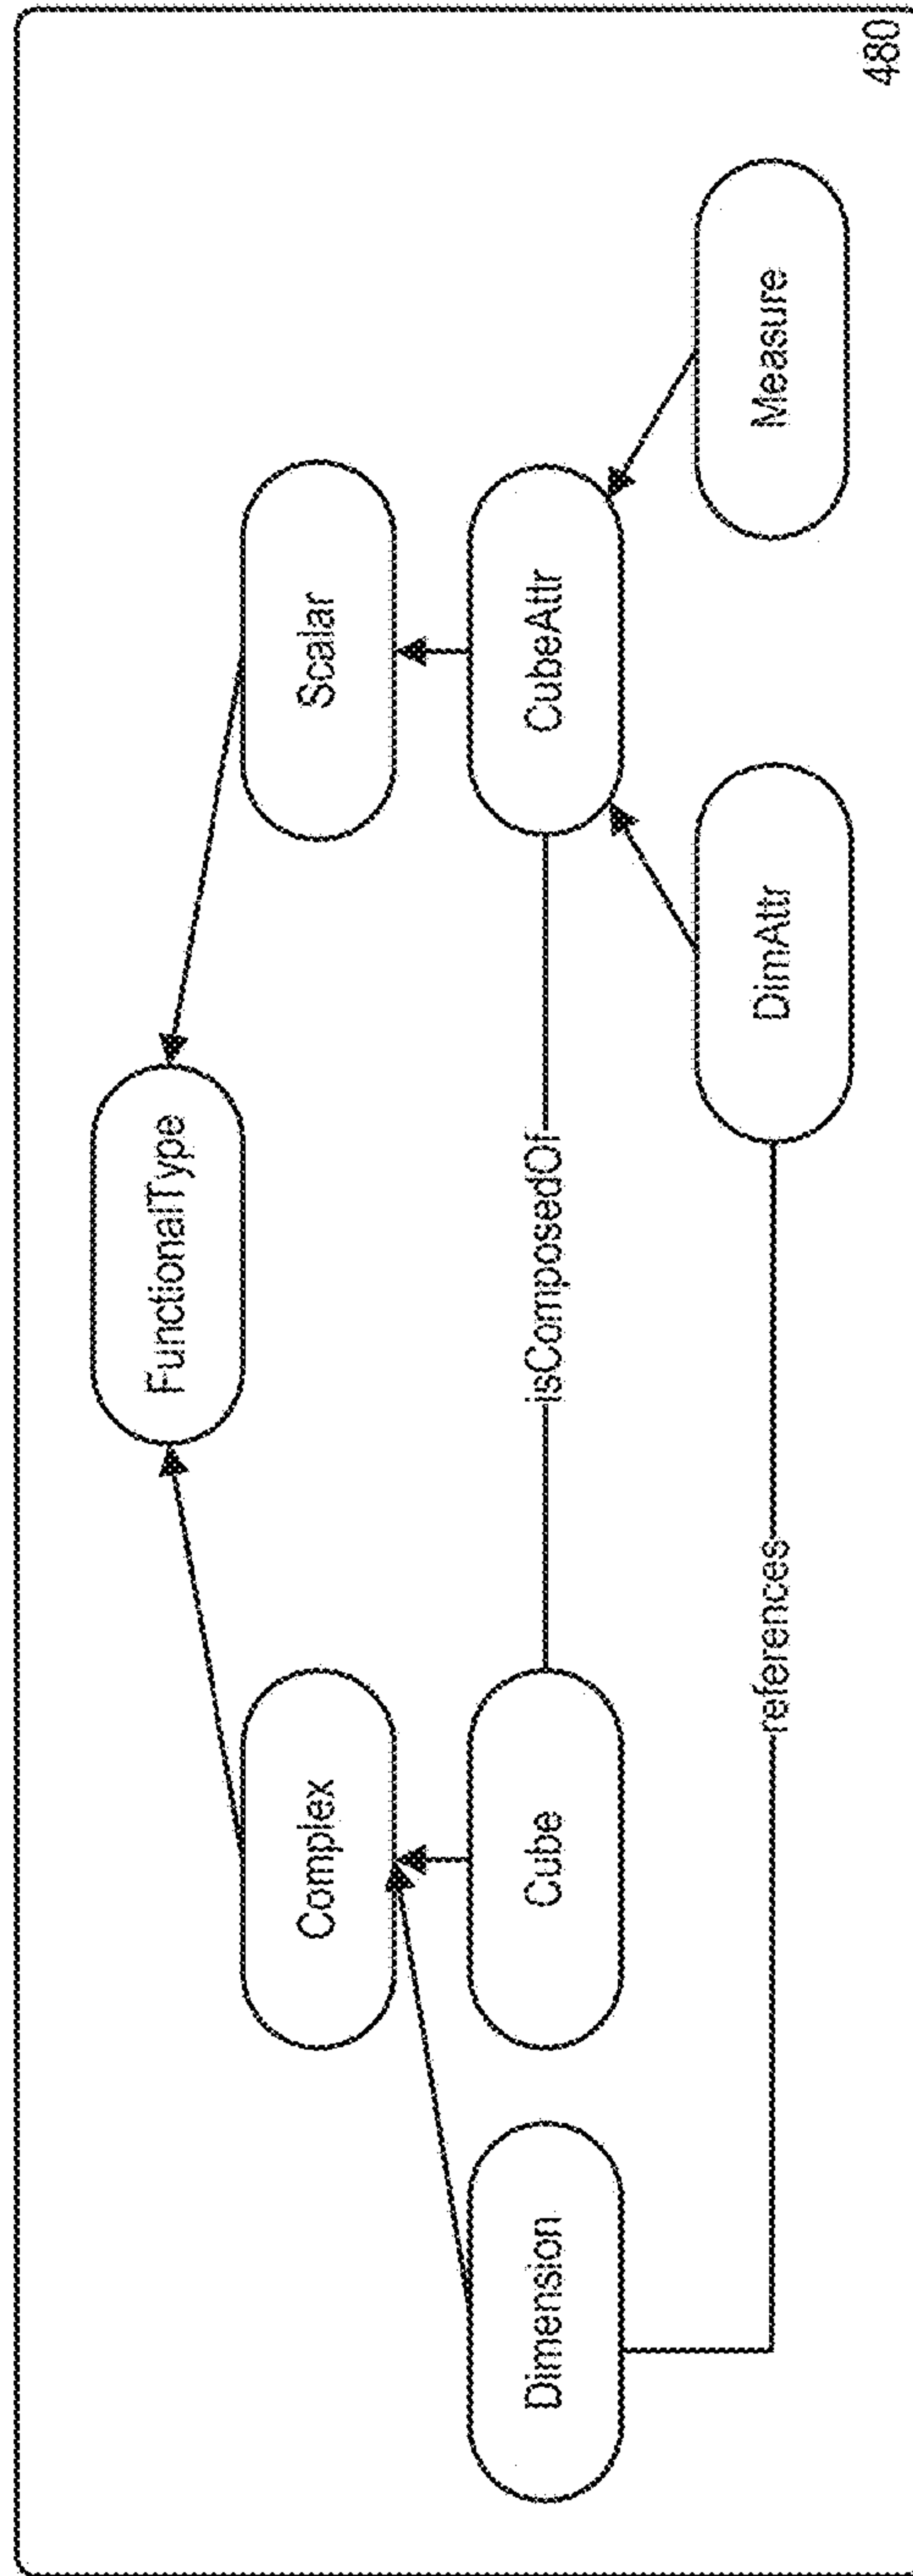 FunctionalType
Complex
Scalar
Dimension
Cube
isComposedOf
CubeAttr
references
DimAttr
Measure
480